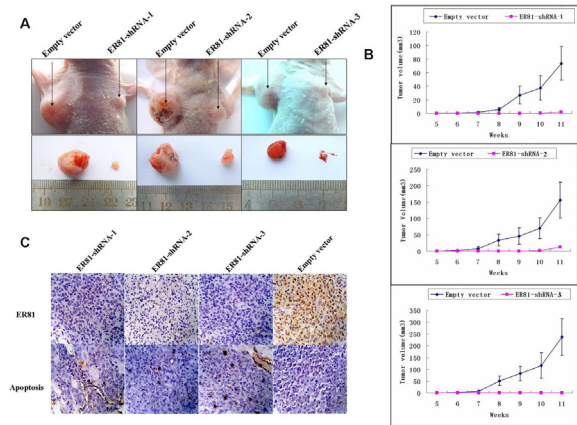 A
Empty vector
ER81-shRNA-1
Empty vector
ER81-shRNA-2
Empty vector
ER81-shRNA-3
B
Empty vector
ER81-shRNA-1
Tumor volume(mm3)
120
100
80
60
40
20
0
5 6 7 8 9 10 11
Weeks
Empty vector
ER81-shRNA-2
Tumor Volume(mm3)
250
200
150
100
50
0
5 6 7 8 9 10 11
Weeks
Empty vector
ER81-shRNA-3
Tumor volume(mm3)
350
300
250
200
150
100
50
0
5 6 7 8 9 10 11
Weeks
C
ER81-shRNA-1
ER81-shRNA-2
ER81-shRNA-3
Empty vector
ER81
Apoptosis